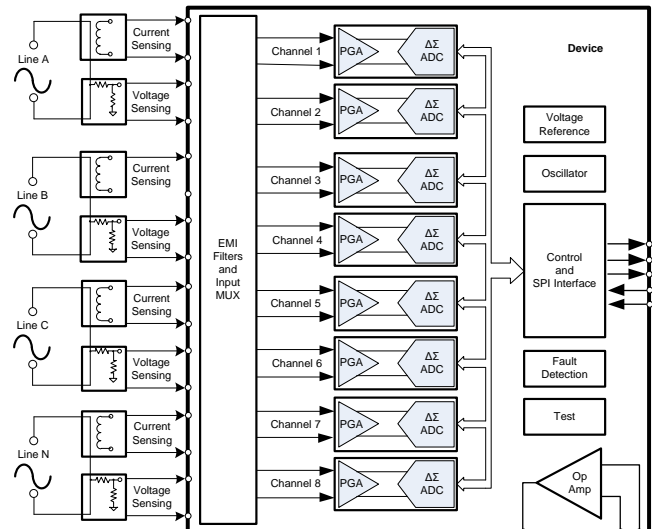 Line A
Current
Sensing
Voltage
Sensing
Line B
Current
Sensing
Voltage
Sensing
Line C
Current
Sensing
Voltage
Sensing
Line N
Current
Sensing
Voltage
Sensing
EMI
Filters
and
Input
MUX
Channel 1
PGA
ΔΣ
ADC
Channel 2
PGA
ΔΣ
ADC
Channel 3
PGA
ΔΣ
ADC
Channel 4
PGA
ΔΣ
ADC
Channel 5
PGA
ΔΣ
ADC
Channel 6
PGA
ΔΣ
ADC
Channel 7
PGA
ΔΣ
ADC
Channel 8
PGA
ΔΣ
ADC
Device
Voltage
Reference
Oscillator
Control
and
SPI Interface
Fault
Detection
Test
Op
Amp